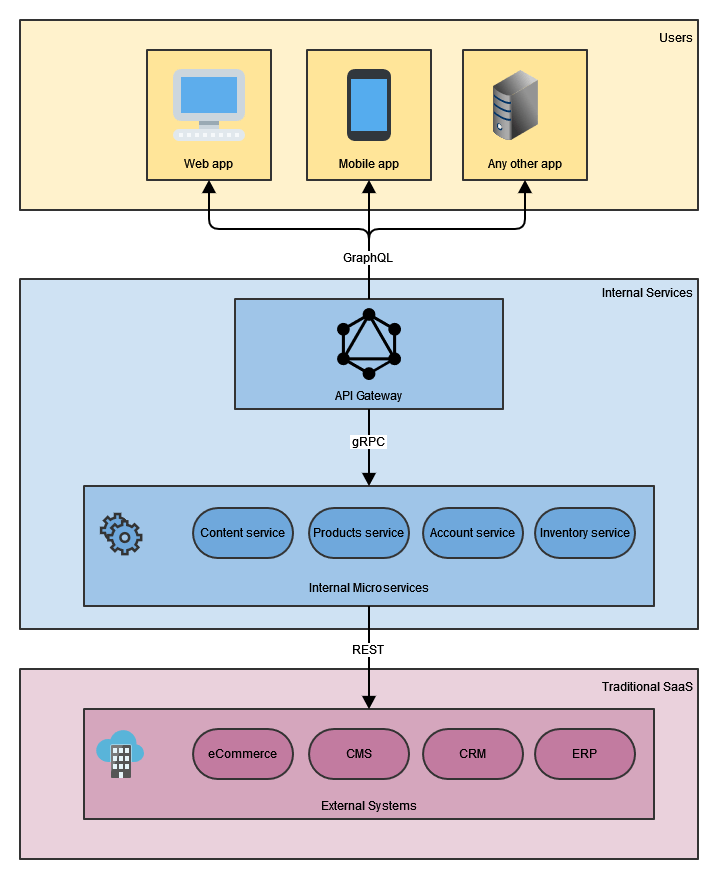 Users
Web app
Mobile app
Any other app
GraphQL
Internal Services
API Gateway
gRPC
Content service
Products service
Account service
Inventory service
Internal Microservices
REST
Traditional SaaS
eCommerce
CMS
CRM
ERP
External Systems